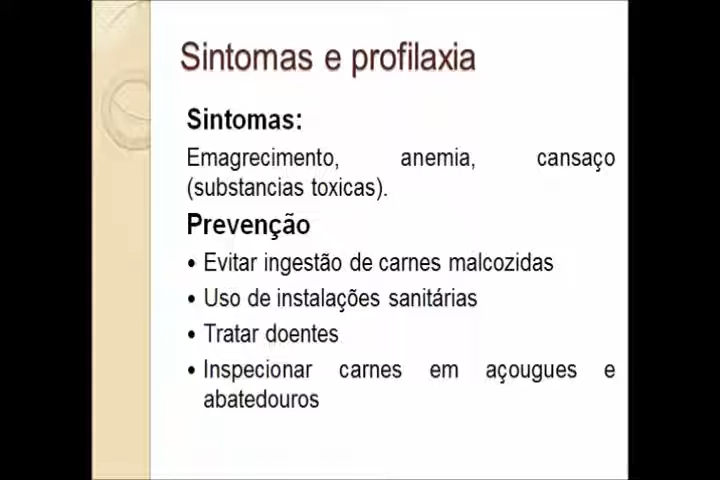 Sintomas e profilaxia
Sintomas:
Emagrecimento, anemia, cansaço
(substancias toxicas).
Prevenção
• Evitar ingestão de carnes malcozidas
• Uso de instalações sanitárias
• Tratar doentes
• Inspecionar carnes em açougues e
abatedouros